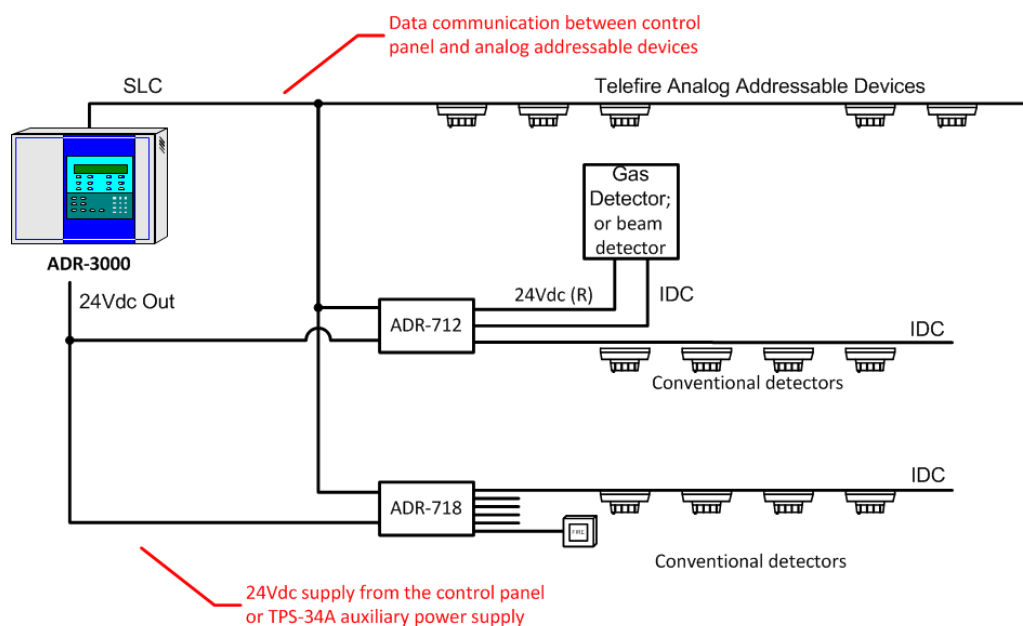 Data communication between control
panel and analog addressable devices
SLC
Telefire Analog Addressable Devices
Gas
Detector;
or beam
detector
ADR-3000
24Vdc Out
24Vdc (R)
IDC
ADR-712
IDC
Conventional detectors
IDC
ADR-718
FIRE
Conventional detectors
24Vdc supply from the control panel
or TPS-34A auxiliary power supply